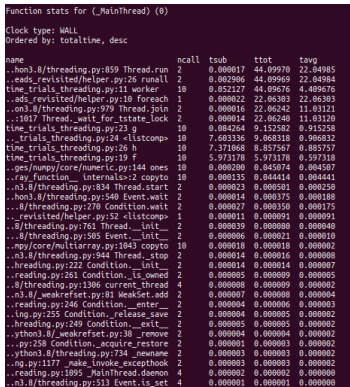 Function stats for (_MainThread) (0)
Clock type: WALL
Ordered by: totaltime, desc
name ncall tsub ttot tavg
..hon3.8/threading.py:859 Thread.run 2 0.000017 44.09970 22.04985
..eads_revisited/helper.py:26 runall 2 0.002906 44.09969 22.04984
time_trials_threading.py:11 worker 10 0.052127 44.09676 4.409676
..ads_revisited/helper.py:10 foreach 1 0.000022 22.06303 22.06303
..on3.8/threading.py:979 Thread.join 2 0.000016 22.06240 11.03121
..:1017 Thread._wait_for_tstate_lock 2 0.000014 22.06240 11.03120
time_trials_threading.py:23 g 10 0.084264 9.152582 0.915258
..._trials_threading.py:24 <listcomp> 10 7.603336 9.068318 0.906832
time_trials_threading.py:26 h 10 7.371068 8.857567 0.885757
time_trials_threading.py:19 f 10 5.973178 5.973178 0.597318
..ges/numpy/core/numeric.py:144 ones 10 0.000200 0.045074 0.004507
..ray_function__ internals>:2 copyto 10 0.000135 0.044414 0.004441
..n3.8/threading.py:834 Thread.start 2 0.000023 0.000501 0.000250
..hon3.8/threading.py:540 Event.wait 2 0.000014 0.000375 0.000188
...8/threading.py:270 Condition.wait 2 0.000027 0.000350 0.000175
.._revisited/helper.py:52 <listcomp> 1 0.000011 0.000091 0.000091
..8/threading.py:761 Thread.__init__ 2 0.000039 0.000080 0.000040
...8/threading.py:505 Event.__init__ 2 0.000006 0.000021 0.000010
..mpy/core/multiarray.py:1043 copyto 10 0.000018 0.000018 0.000002
..n3.8/threading.py:944 Thread._stop 2 0.000014 0.000016 0.000008
..hreading.py:222 Condition.__init__ 2 0.000014 0.000014 0.000007
..reading.py:261 Condition._is_owned 2 0.000005 0.000009 0.000005
..8/threading.py:1306 current_thread 4 0.000008 0.000009 0.000002
..n3.8/_weakrefset.py:81 WeakSet.add 2 0.000007 0.000008 0.000004
..reading.py:246 Condition.__enter__ 2 0.000004 0.000006 0.000003
..ing.py:255 Condition._release_save 2 0.000004 0.000005 0.000002
..hreading.py:249 Condition.__exit__ 2 0.000005 0.000005 0.000002
..ython3.8/_weakrefset.py:38 _remove 2 0.000004 0.000004 0.000002
...py:258 Condition._acquire_restore 2 0.000003 0.000004 0.000002
..ython3.8/threading.py:734 _newname 2 0.000003 0.000003 0.000002
..ng.py:1177 _make_invoke_excepthook 2 0.000003 0.000003 0.000002
..reading.py:1095 _MainThread.daemon 4 0.000002 0.000002 0.000000
..n3.8/threading.py:513 Event.is_set 4 0.000001 0.000001 0.000000